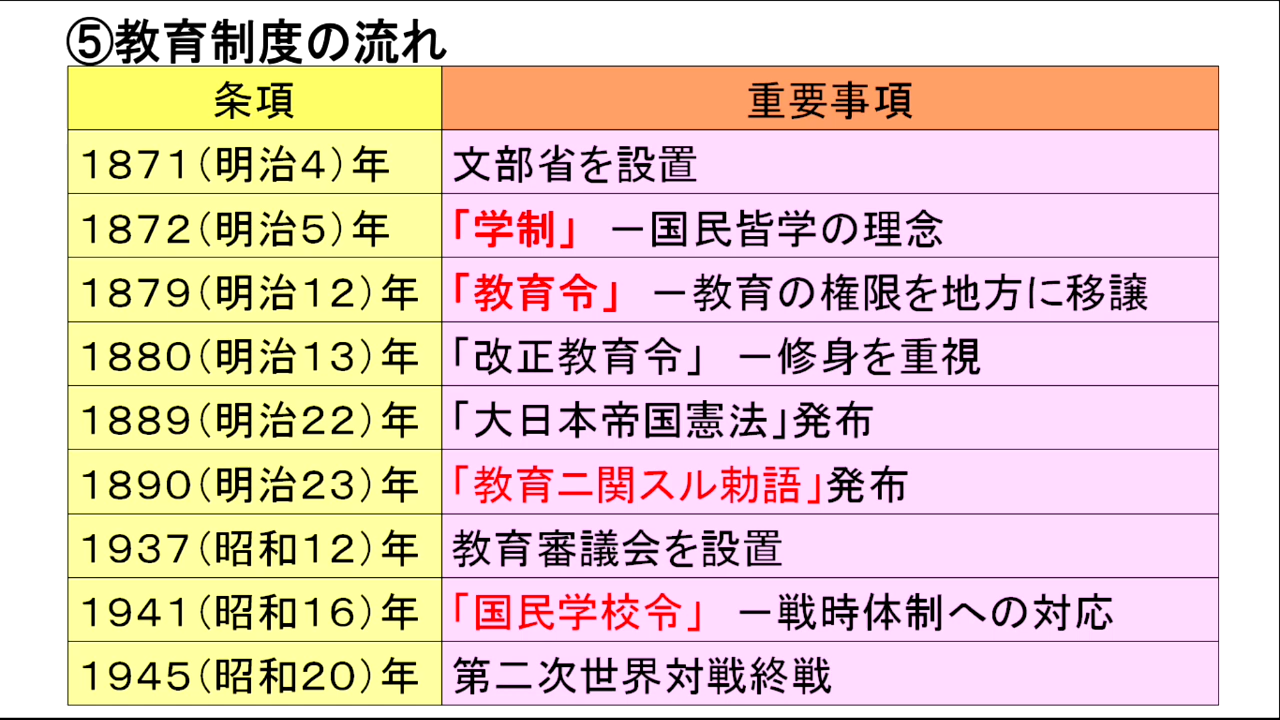 ⑤教育制度の流れ
条項 重要事項
1871(明治4)年 文部省を設置
1872(明治5)年 「学制」 －国民皆学の理念
1879(明治12)年 「教育令」 －教育の権限を地方に移譲
1880(明治13)年 「改正教育令」 －修身を重視
1889(明治22)年 「大日本帝国憲法」発布
1890(明治23)年 「教育ニ関スル勅語」発布
1937(昭和12)年 教育審議会を設置
1941(昭和16)年 「国民学校令」 －戦時体制への対応
1945(昭和20)年 第二次世界対戦終戦